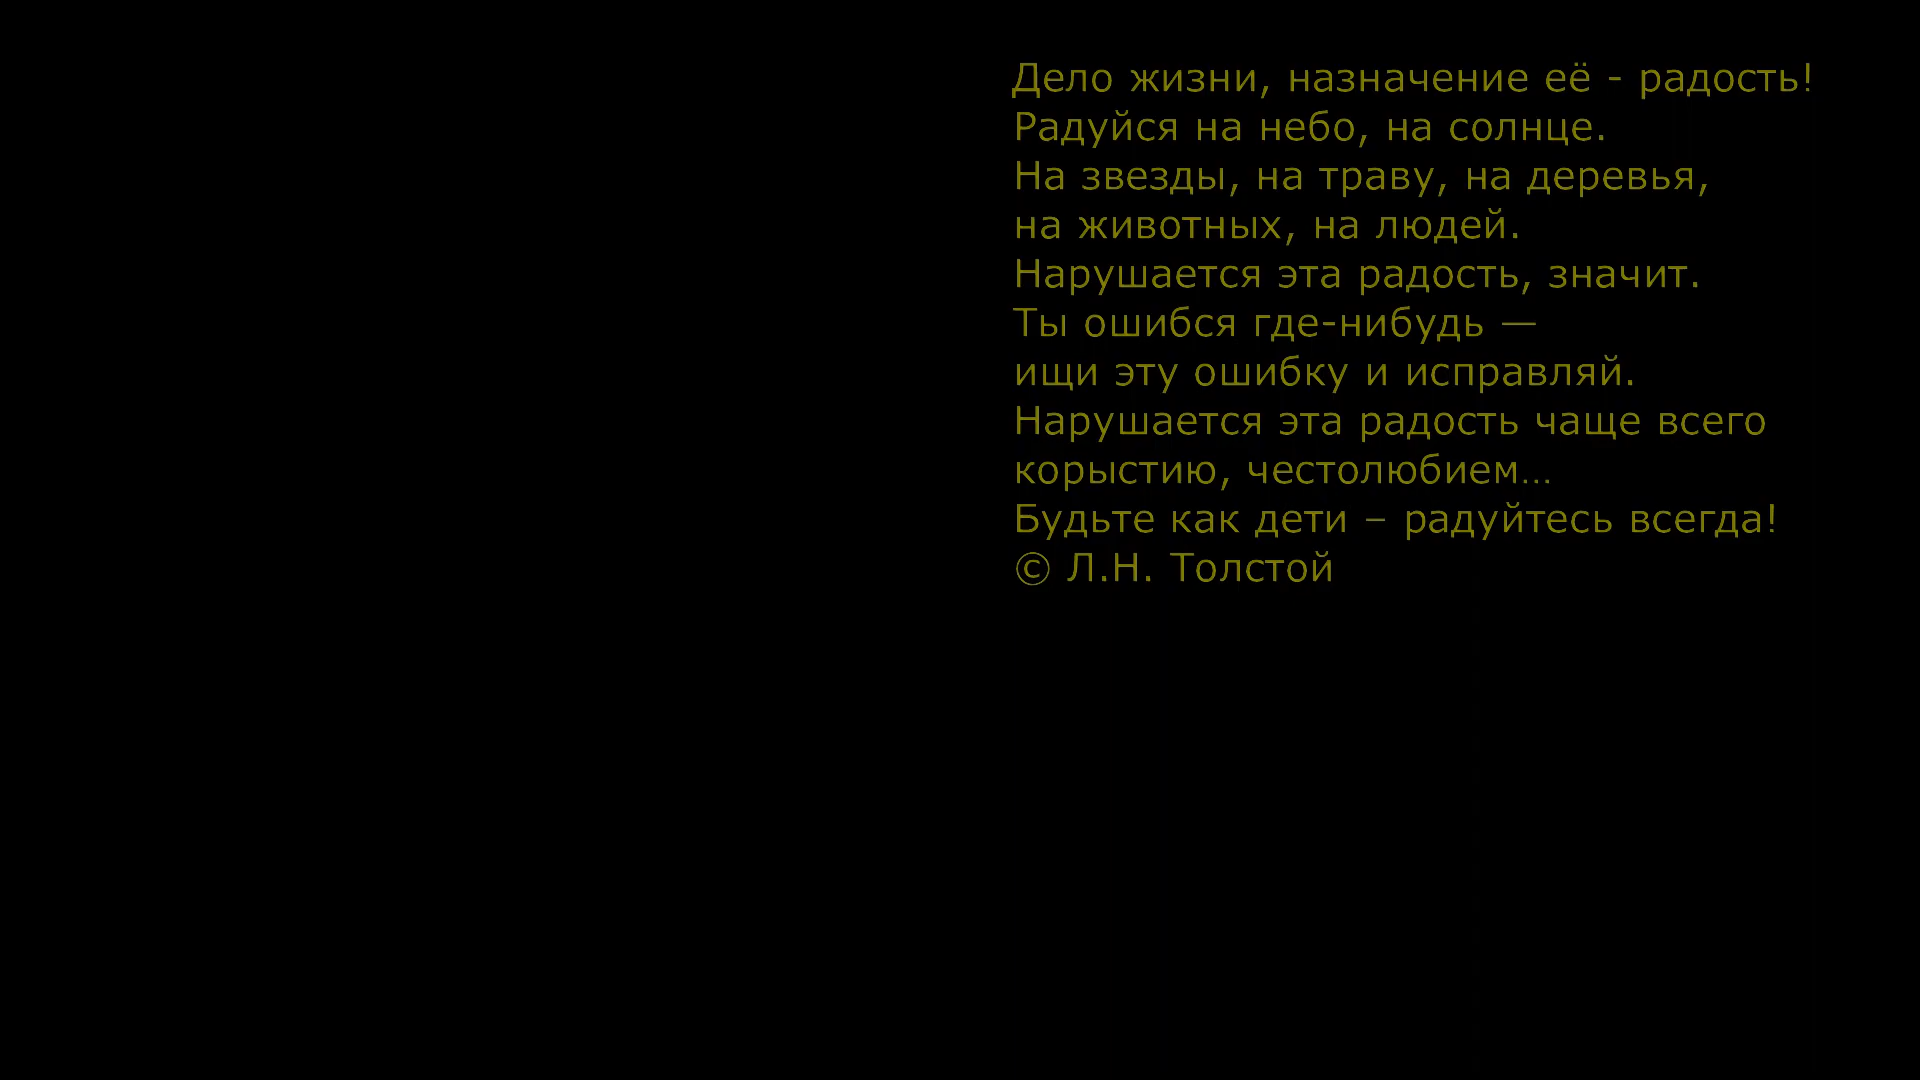 Дело жизни, назначение её - радость!
Радуйся на небо, на солнце.
На звезды, на траву, на деревья,
на животных, на людей.
Нарушается эта радость, значит.
Ты ошибся где-нибудь —
ищи эту ошибку и исправляй.
Нарушается эта радость чаще всего
корыстию, честолюбием…
Будьте как дети – радуйтесь всегда!
© Л.Н. Толстой